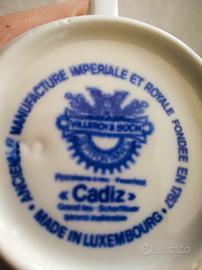 ANCIENNE MANUFACTURE IMPERIALE ET ROYALE FONDEE EN 1767
VILLEROY & BOCH
« Cadiz »
• MADE IN LUXEMBOURG •
subito